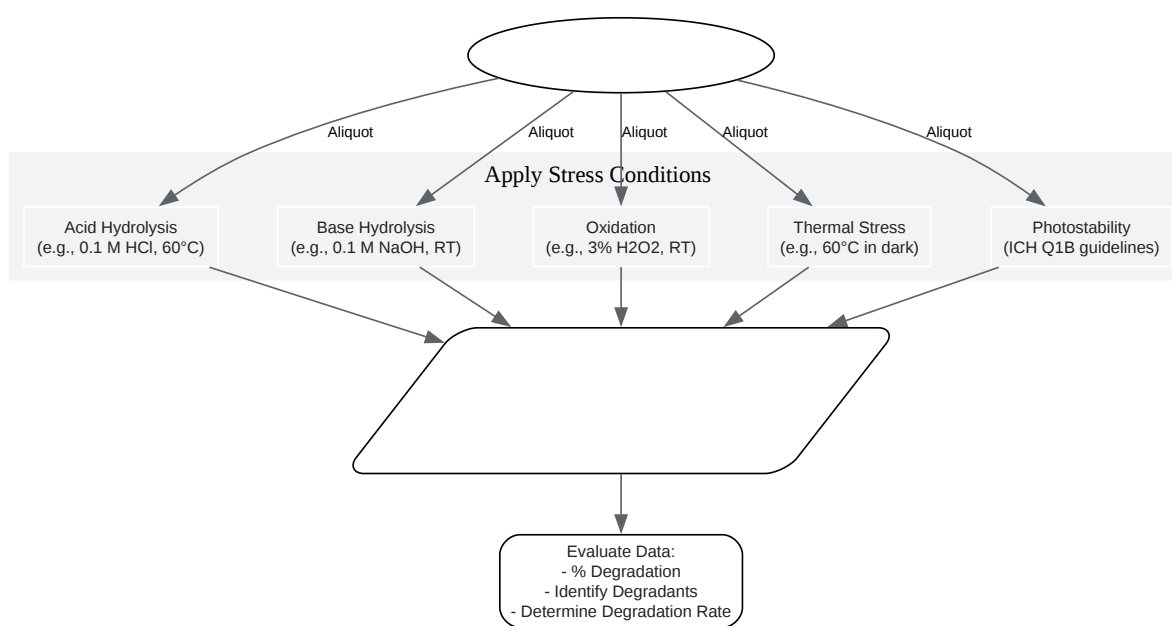 Aliquot
Aliquot
Aliquot
Aliquot
Aliquot
Apply Stress Conditions
Acid Hydrolysis
(e.g., 0.1 M HCl, 60°C)
Base Hydrolysis
(e.g., 0.1 M NaOH, RT)
Oxidation
(e.g., 3% H2O2, RT)
Thermal Stress
(e.g., 60°C in dark)
Photostability
(ICH Q1B guidelines)
Evaluate Data:
- % Degradation
- Identify Degradants
- Determine Degradation Rate